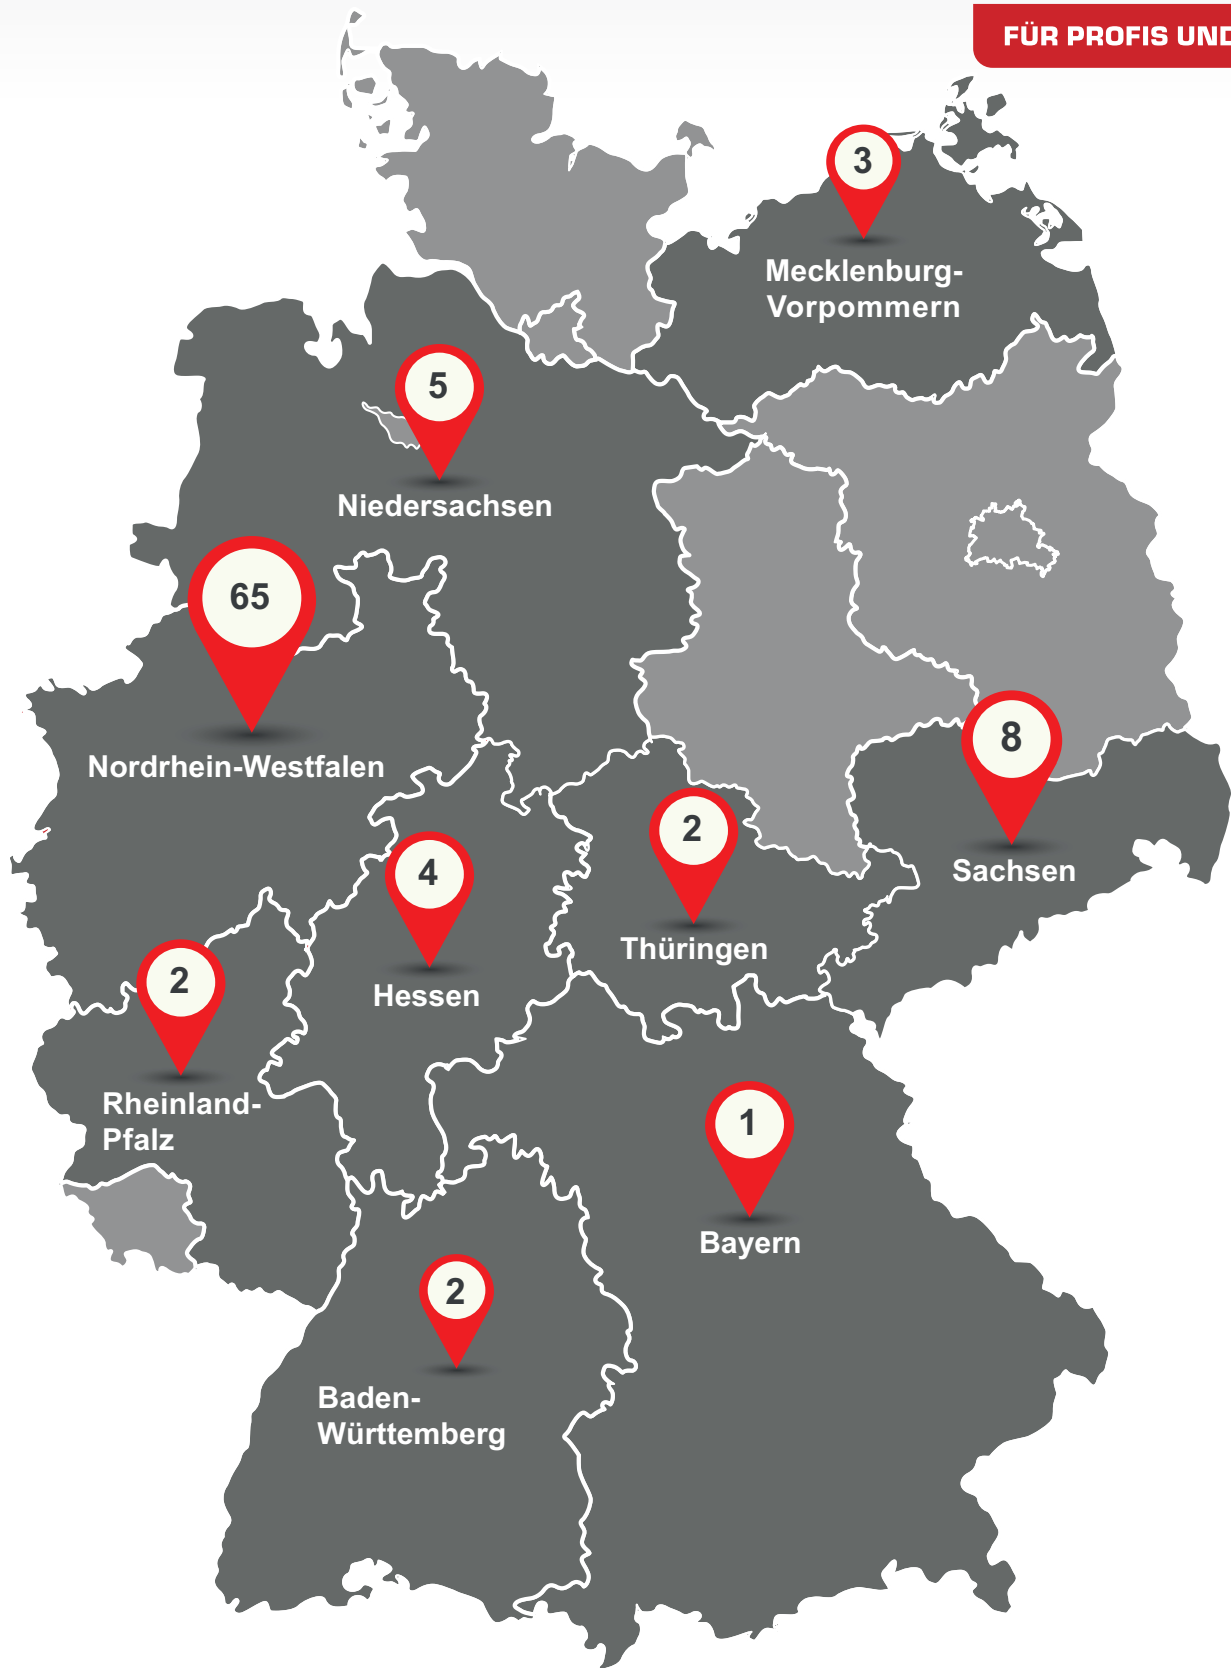 FÜR PROFIS UND
3
Mecklenburg-
Vorpommern
5
Niedersachsen
65
Nordrhein-Westfalen
8
Sachsen
2
Thüringen
4
Hessen
2
Rheinland-
Pfalz
1
Bayern
2
Baden-
Württemberg